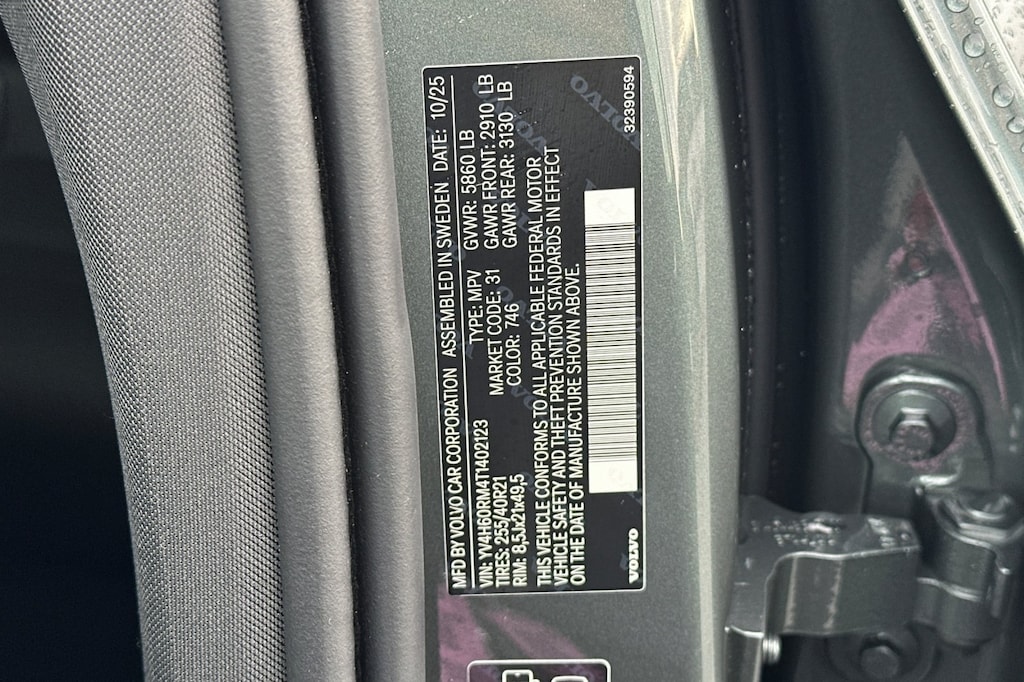 MFD BY VOLVO CAR CORPORATION ASSEMBLED IN SWEDEN DATE: 10/25
VIN: YV4H60RM4T1402123 TYPE: MPV GVWR: 5860 LB
TIRES: 255/40R21 MARKET CODE: 31 GAWR FRONT: 2910 LB
RIM: 8,5Jx21x49,5 COLOR: 746 GAWR REAR: 3130 LB
THIS VEHICLE CONFORMS TO ALL APPLICABLE FEDERAL MOTOR
VEHICLE SAFETY AND THEFT PREVENTION STANDARDS IN EFFECT
ON THE DATE OF MANUFACTURE SHOWN ABOVE.
VOLVO
32390594